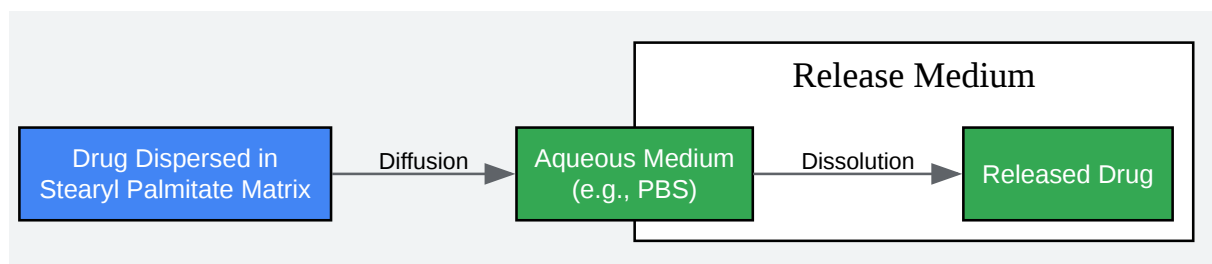 Release Medium
Drug Dispersed in
Stearyl Palmitate Matrix
Diffusion
Aqueous Medium
(e.g., PBS)
Dissolution
Released Drug